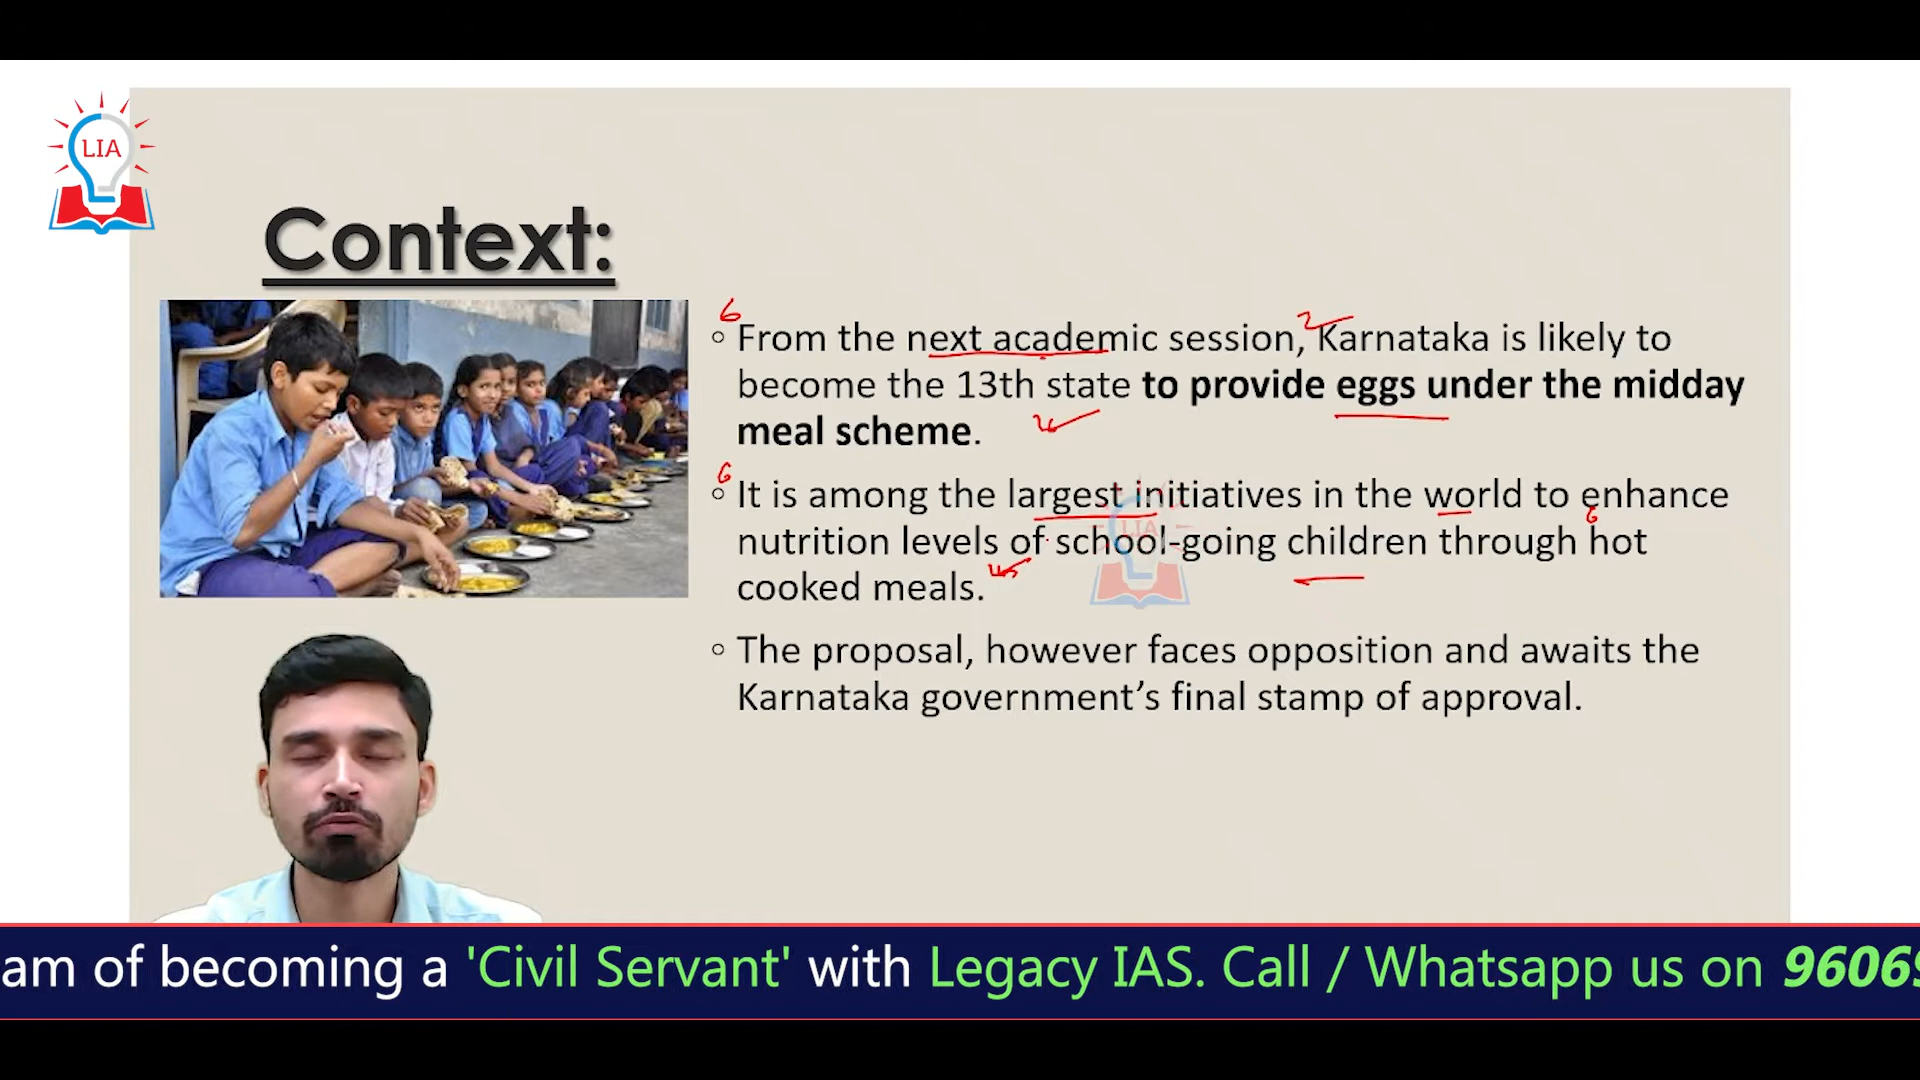 LIA
Context:
From the next academic session, Karnataka is likely to
become the 13th state to provide eggs under the midday
meal scheme.
It is among the largest initiatives in the world to enhance
nutrition levels of school-going children through hot
cooked meals.
LIA
The proposal, however faces opposition and awaits the
Karnataka government's final stamp of approval.
am of becoming a 'Civil Servant' with Legacy IAS. Call / Whatsapp us on 9606